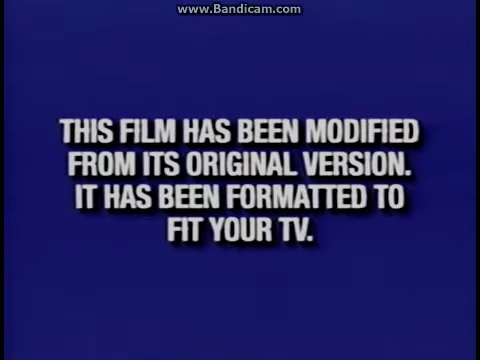 www.Bandicam.com
THIS FILM HAS BEEN MODIFIED
FROM ITS ORIGINAL VERSION.
IT HAS BEEN FORMATTED TO
FIT YOUR TV.